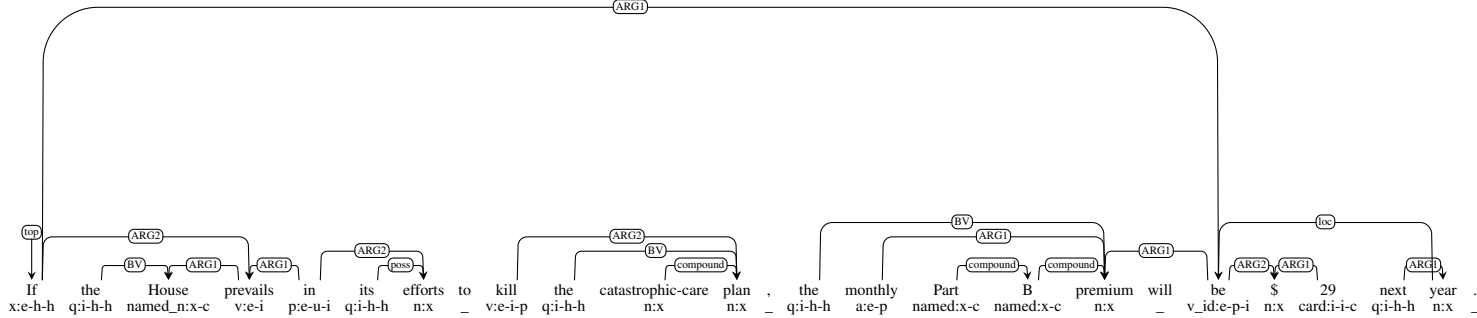 ARG1
top ARG2 BV ARG1 ARG1 ARG2 poss ARG2 BV compound BV ARG1 compound compound ARG1 loc ARG2 ARG1 ARG1
If the House prevails in its efforts to kill the catastrophic-care plan , the monthly Part B premium will be $ 29 next year .
x:e-h-h q:i-h-h named_n:x-c v:e-i p:e-u-i q:i-h-h n:x _ v:e-i-p q:i-h-h n:x n:x _ q:i-h-h a:e-p named:x-c named:x-c n:x _ v_id:e-p-i n:x card:i-i-c q:i-h-h n:x _